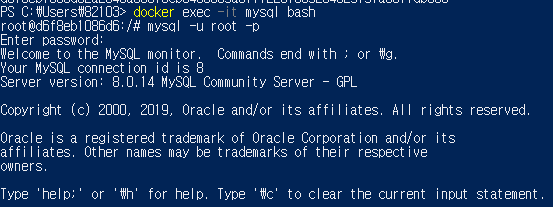 PS C:₩Users₩82103> docker exec -it mysql bash
root@d6f8eb1086d6:/# mysql -u root -p
Enter password:
Welcome to the MySQL monitor.  Commands end with ; or ₩g.
Your MySQL connection id is 8
Server version: 8.0.14 MySQL Community Server - GPL
Copyright (c) 2000, 2019, Oracle and/or its affiliates. All rights reserved.
Oracle is a registered trademark of Oracle Corporation and/or its
affiliates. Other names may be trademarks of their respective
owners.
Type 'help;' or '₩h' for help. Type '₩c' to clear the current input statement.